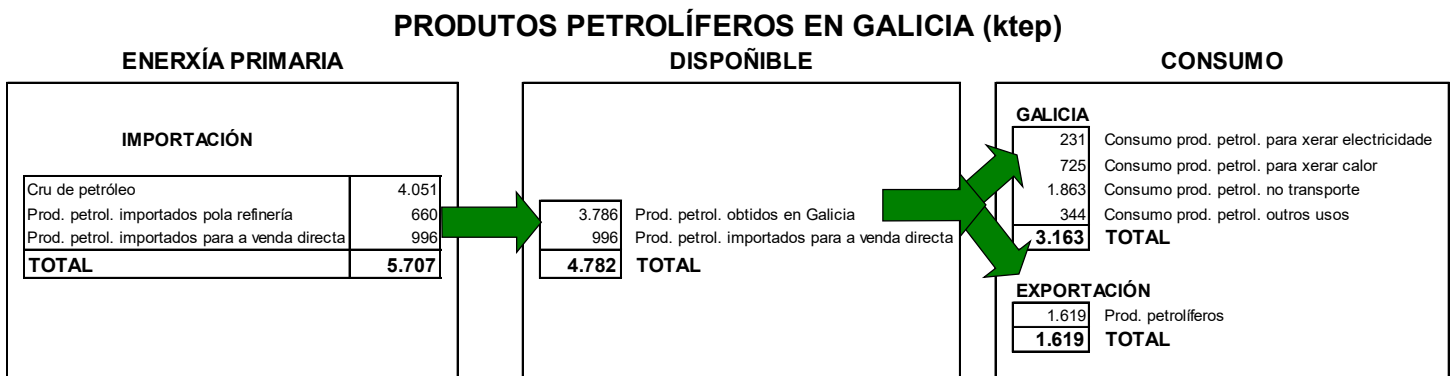 PRODUTOS PETROLÍFEROS EN GALICIA (ktep)
ENERXÍA PRIMARIA
IMPORTACIÓN
Cru de petróleo 4.051
Prod. petrol. importados pola refinería 660
Prod. petrol. importados para a venda directa 996
TOTAL 5.707
DISPOÑIBLE
3.786 Prod. petrol. obtidos en Galicia
996 Prod. petrol. importados para a venda directa
4.782 TOTAL
CONSUMO
GALICIA
231 Consumo prod. petrol. para xerar electricidade
725 Consumo prod. petrol. para xerar calor
1.863 Consumo prod. petrol. no transporte
344 Consumo prod. petrol. outros usos
3.163 TOTAL
EXPORTACIÓN
1.619 Prod. petrolíferos
1.619 TOTAL